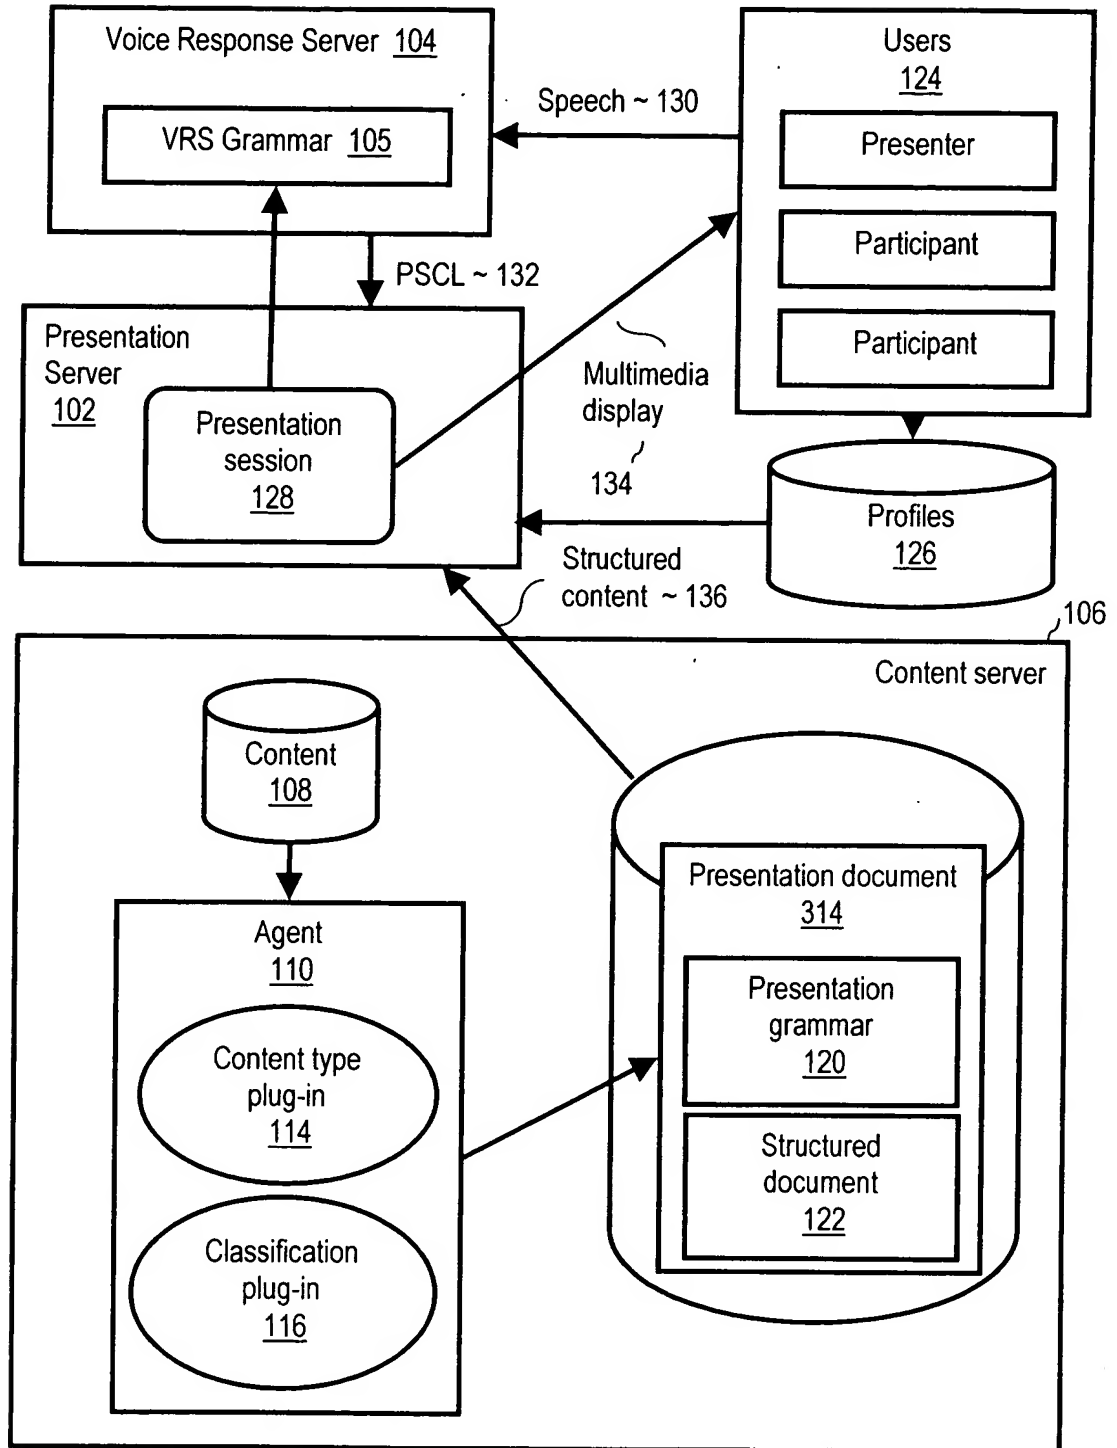 Voice Response Server 104
VRS Grammar 105
Speech ~ 130
Users
124
Presenter
Participant
Participant
PSCL ~ 132
Presentation
Server
102
Presentation
session
128
Multimedia
display
134
Profiles
126
Structured
content ~ 136
106
Content server
Content
108
Agent
110
Content type
plug-in
114
Classification
plug-in
116
Presentation document
314
Presentation
grammar
120
Structured
document
122